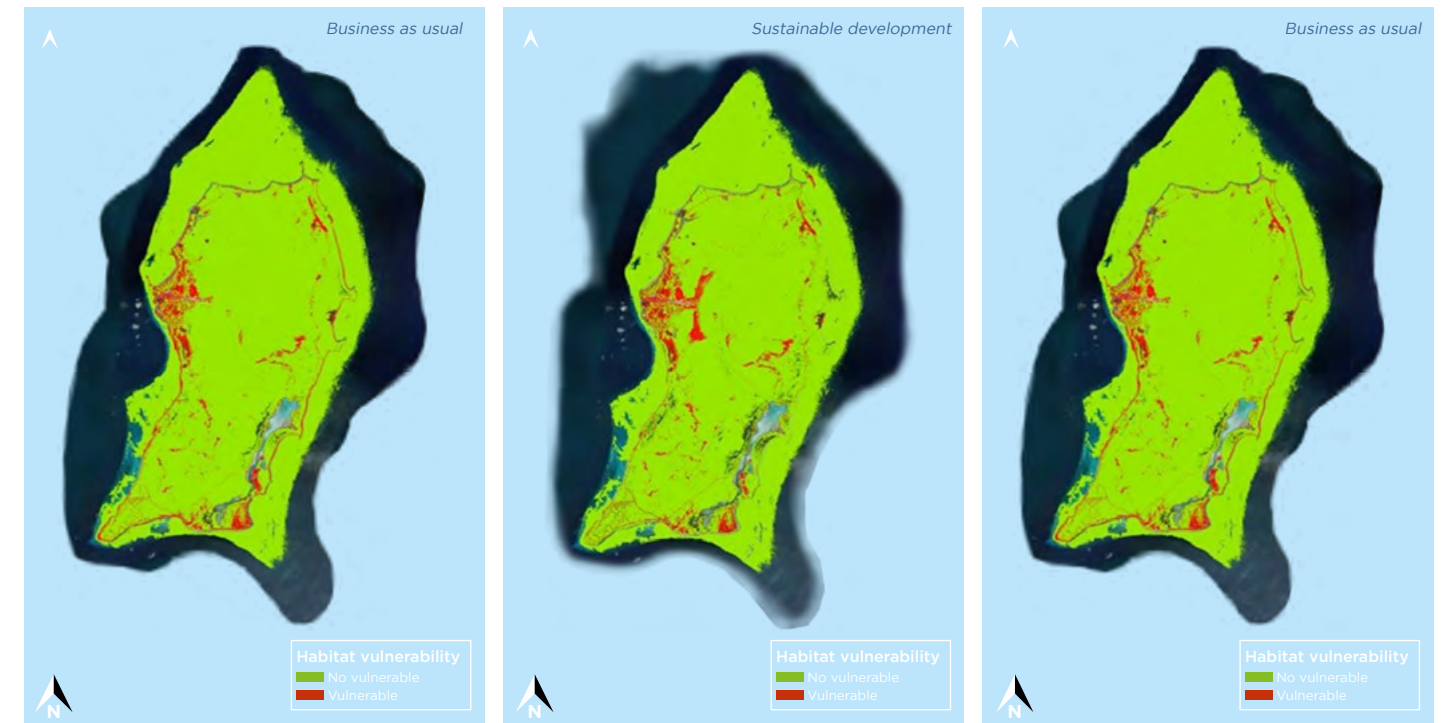 Business as usual
Habitat vulnerability
No vulnerable
Vulnerable
N
Sustainable development
Habitat vulnerability
No vulnerable
Vulnerable
N
Business as usual
Habitat vulnerability
No vulnerable
Vulnerable
N